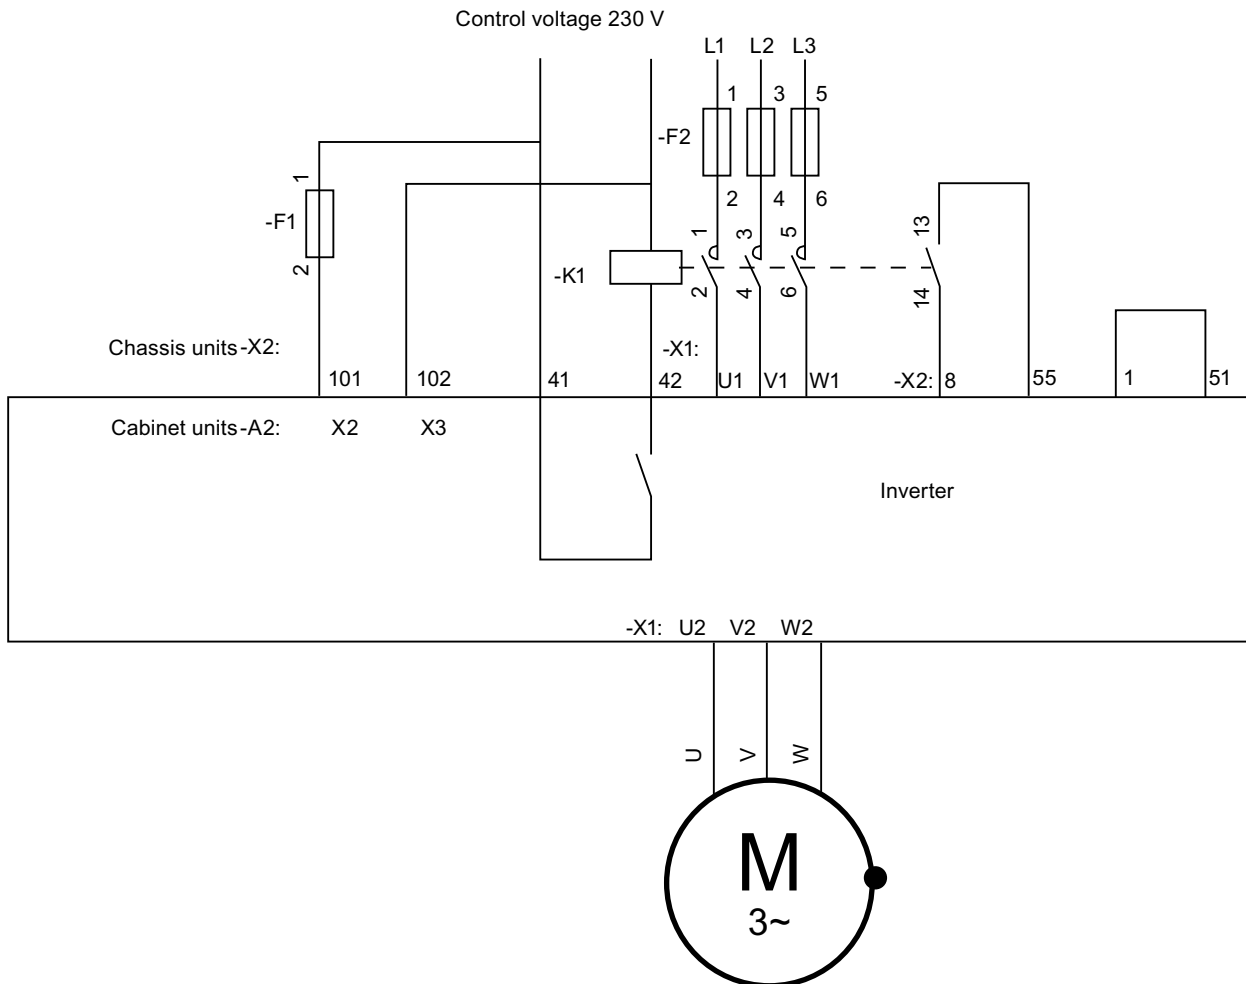 Control voltage 230 V
L1 L2 L3
1 3 5
-F2
2 4 6
1
-F1
2
1 3 5 13
-K1
2 4 6 14
Chassis units -X2:
-X1:
101 102 41 42 U1 V1 W1 -X2: 8 55 1 51
Cabinet units -A2: X2 X3
Inverter
-X1: U2 V2 W2
U V W
M
3~